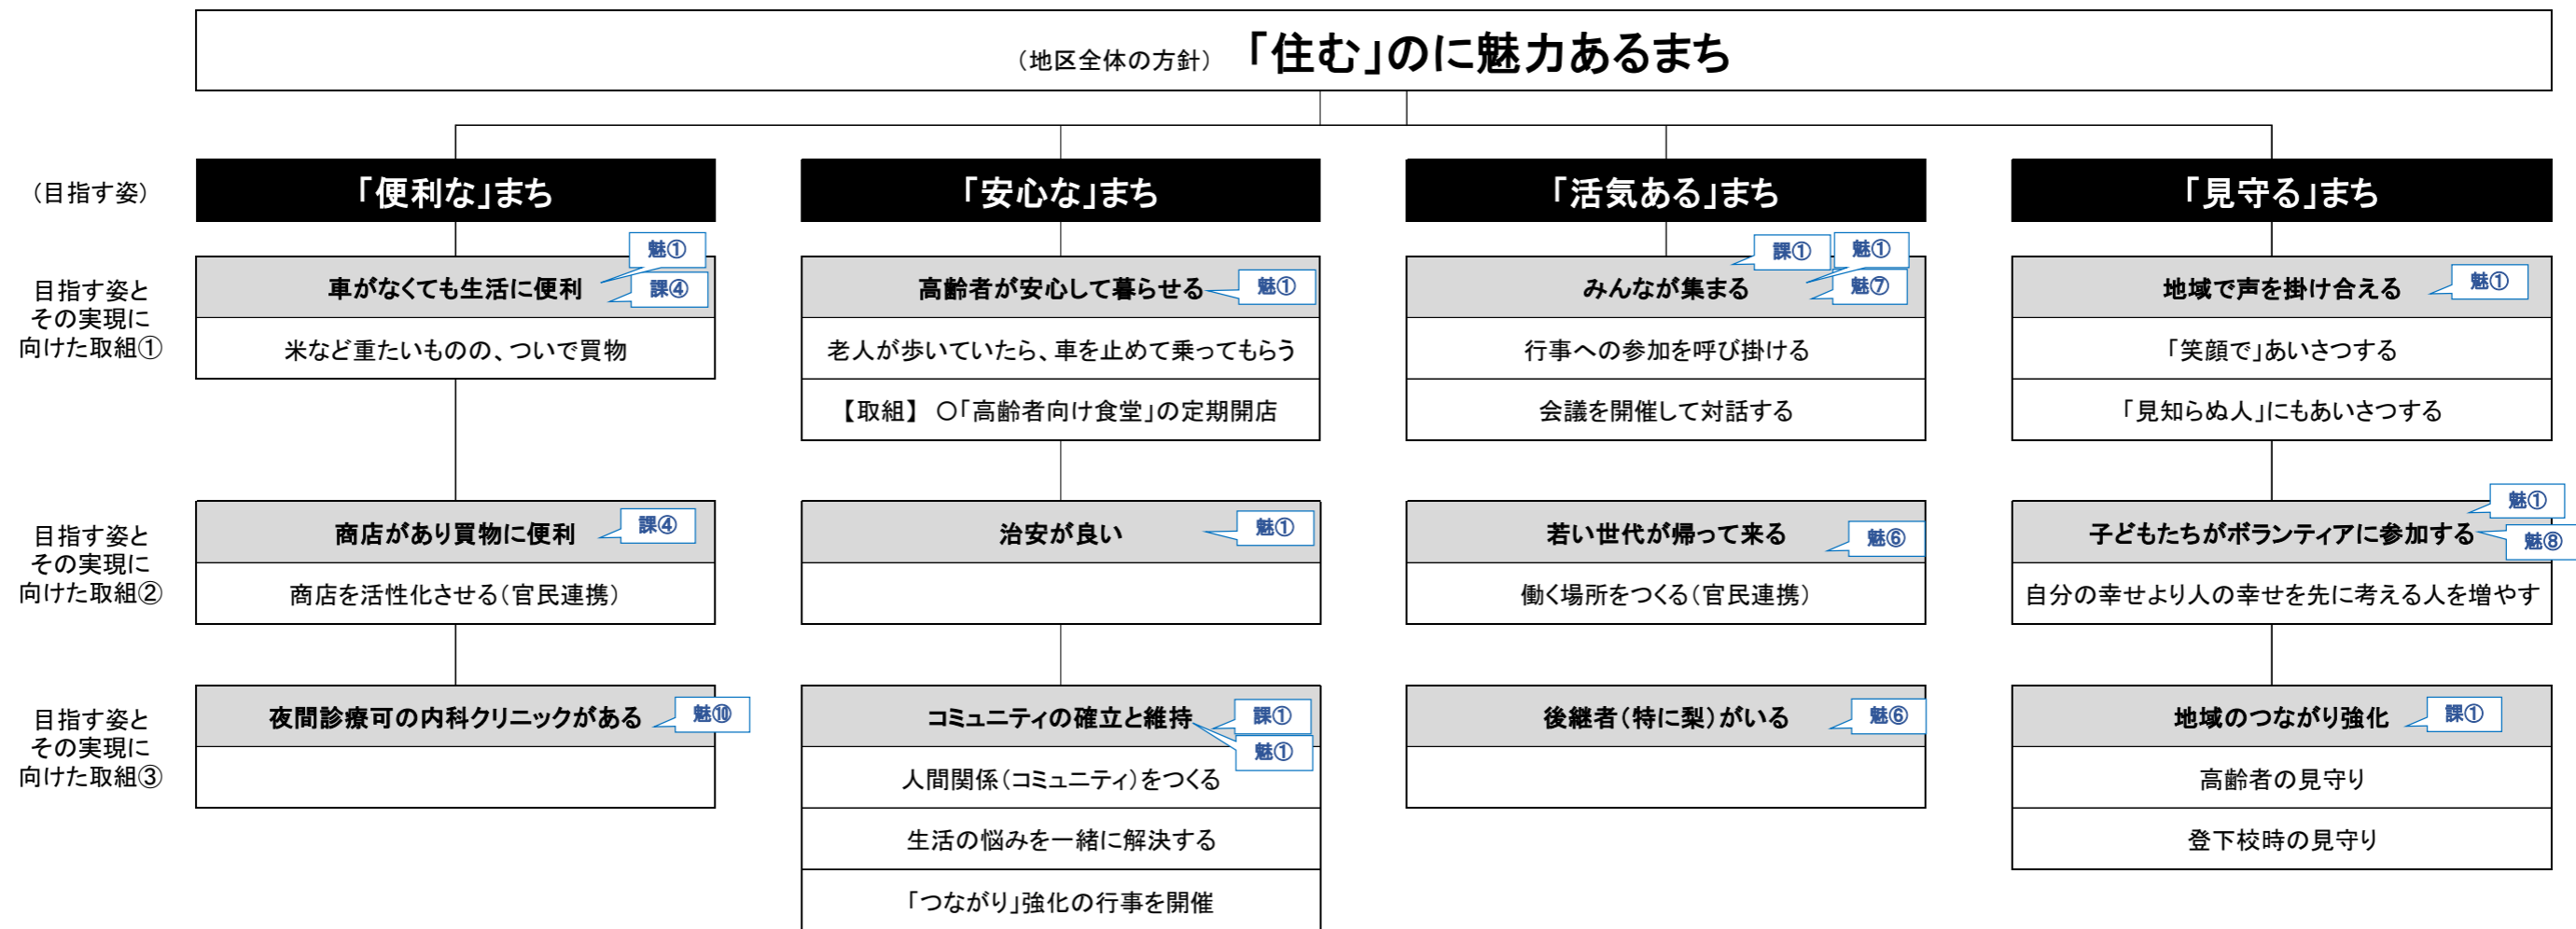 （地区全体の方針） 「住む」のに魅力あるまち
（目指す姿）
「便利な」まち
「安心な」まち
「活気ある」まち
「見守る」まち
目指す姿と
その実現に
向けた取組①
車がなくても生活に便利
魅①
課④
米など重たいものの、ついで買物
高齢者が安心して暮らせる
魅①
老人が歩いていたら、車を止めて乗ってもらう
【取組】 〇「高齢者向け食堂」の定期開店
みんなが集まる
課①
魅①
魅⑦
行事への参加を呼び掛ける
会議を開催して対話する
地域で声を掛け合える
魅①
「笑顔で」あいさつする
「見知らぬ人」にもあいさつする
目指す姿と
その実現に
向けた取組②
商店があり買物に便利
課④
商店を活性化させる（官民連携）
治安が良い
魅①
若い世代が帰って来る
魅⑥
働く場所をつくる（官民連携）
子どもたちがボランティアに参加する
魅①
魅⑧
自分の幸せより人の幸せを先に考える人を増やす
目指す姿と
その実現に
向けた取組③
夜間診療可の内科クリニックがある
魅⑩
コミュニティの確立と維持
課①
魅①
人間関係（コミュニティ）をつくる
生活の悩みを一緒に解決する
「つながり」強化の行事を開催
後継者（特に梨）がいる
魅⑥
地域のつながり強化
課①
高齢者の見守り
登下校時の見守り